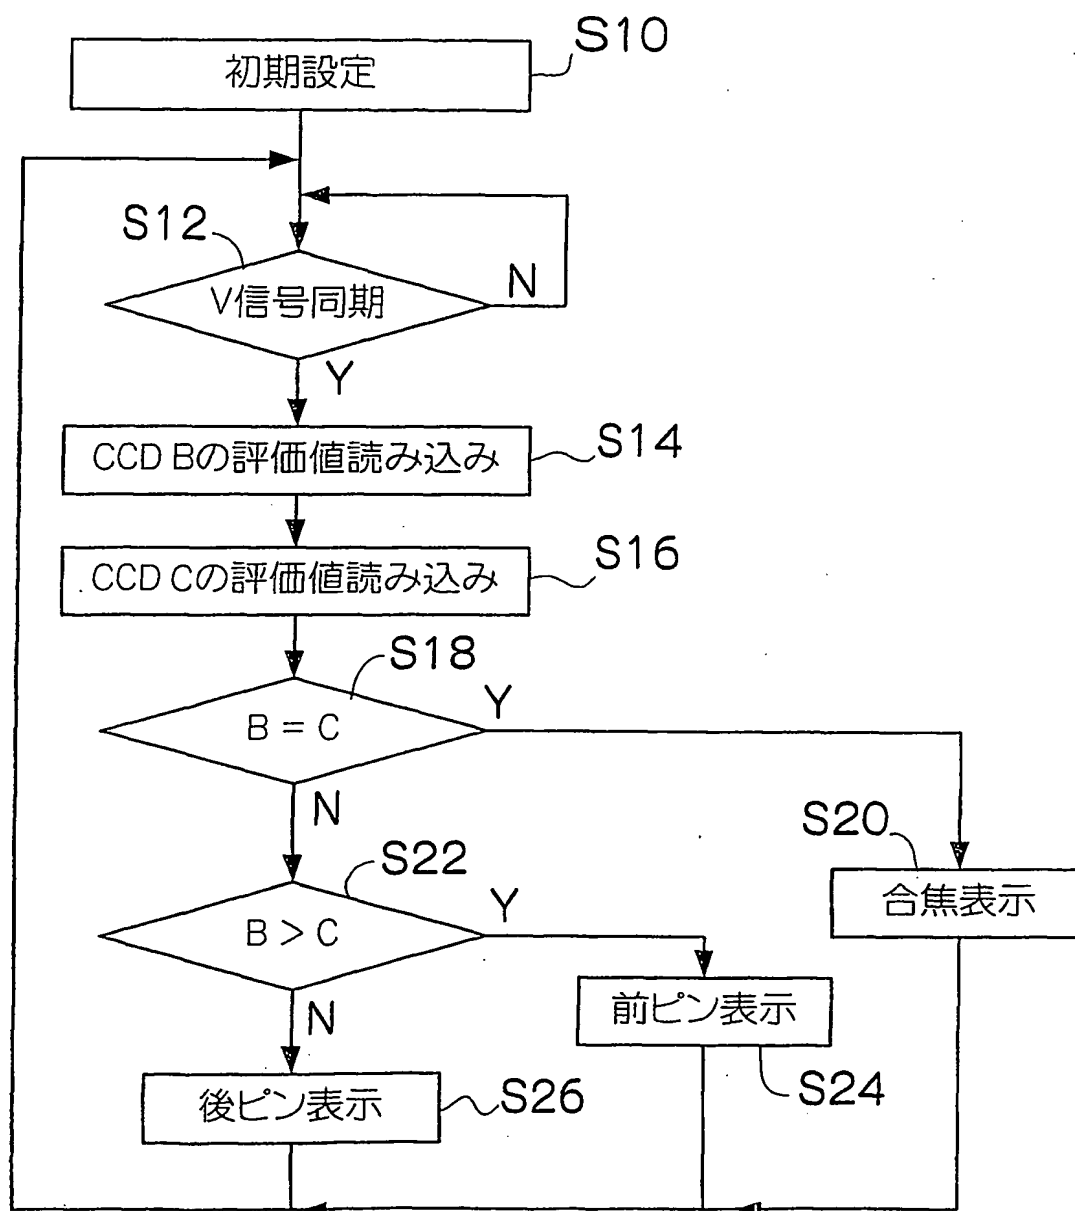 S10
初期設定
S12
V信号同期
N
Y
CCD Bの評価値読み込み
S14
CCD Cの評価値読み込み
S16
S18
B = C
Y
N
S20
合焦表示
S22
B > C
Y
N
前ピン表示
S24
後ピン表示
S26